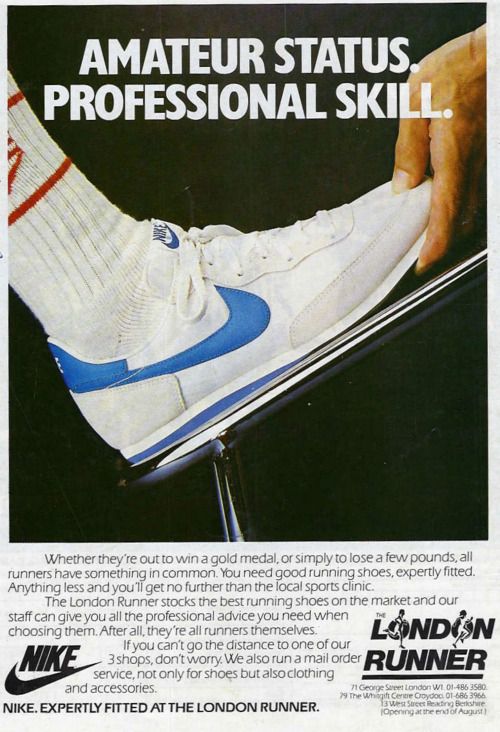 AMATEUR STATUS.
PROFESSIONAL SKILL.
NIKE
Whether they're out to win a gold medal, or simply to lose a few pounds, all
runners have something in common. You need good running shoes, expertly fitted.
Anything less and you'll get no further than the local sports clinic.
The London Runner stocks the best running shoes on the market and our
staff can give you all the professional advice you need when
choosing them. After all, they're all runners themselves.
If you can't go the distance to one of our
3 shops, don't worry. We also run a mail order
service, not only for shoes but also clothing
and accessories.
NIKE
NIKE. EXPERTLY FITTED AT THE LONDON RUNNER.
THE
LONDON
RUNNER
71 George Street London W1. 01-486 3580.
79 The Whitgift Centre Croydon. 01-686 3966.
13 West Street Reading Berkshire.
(Opening at the end of August.)